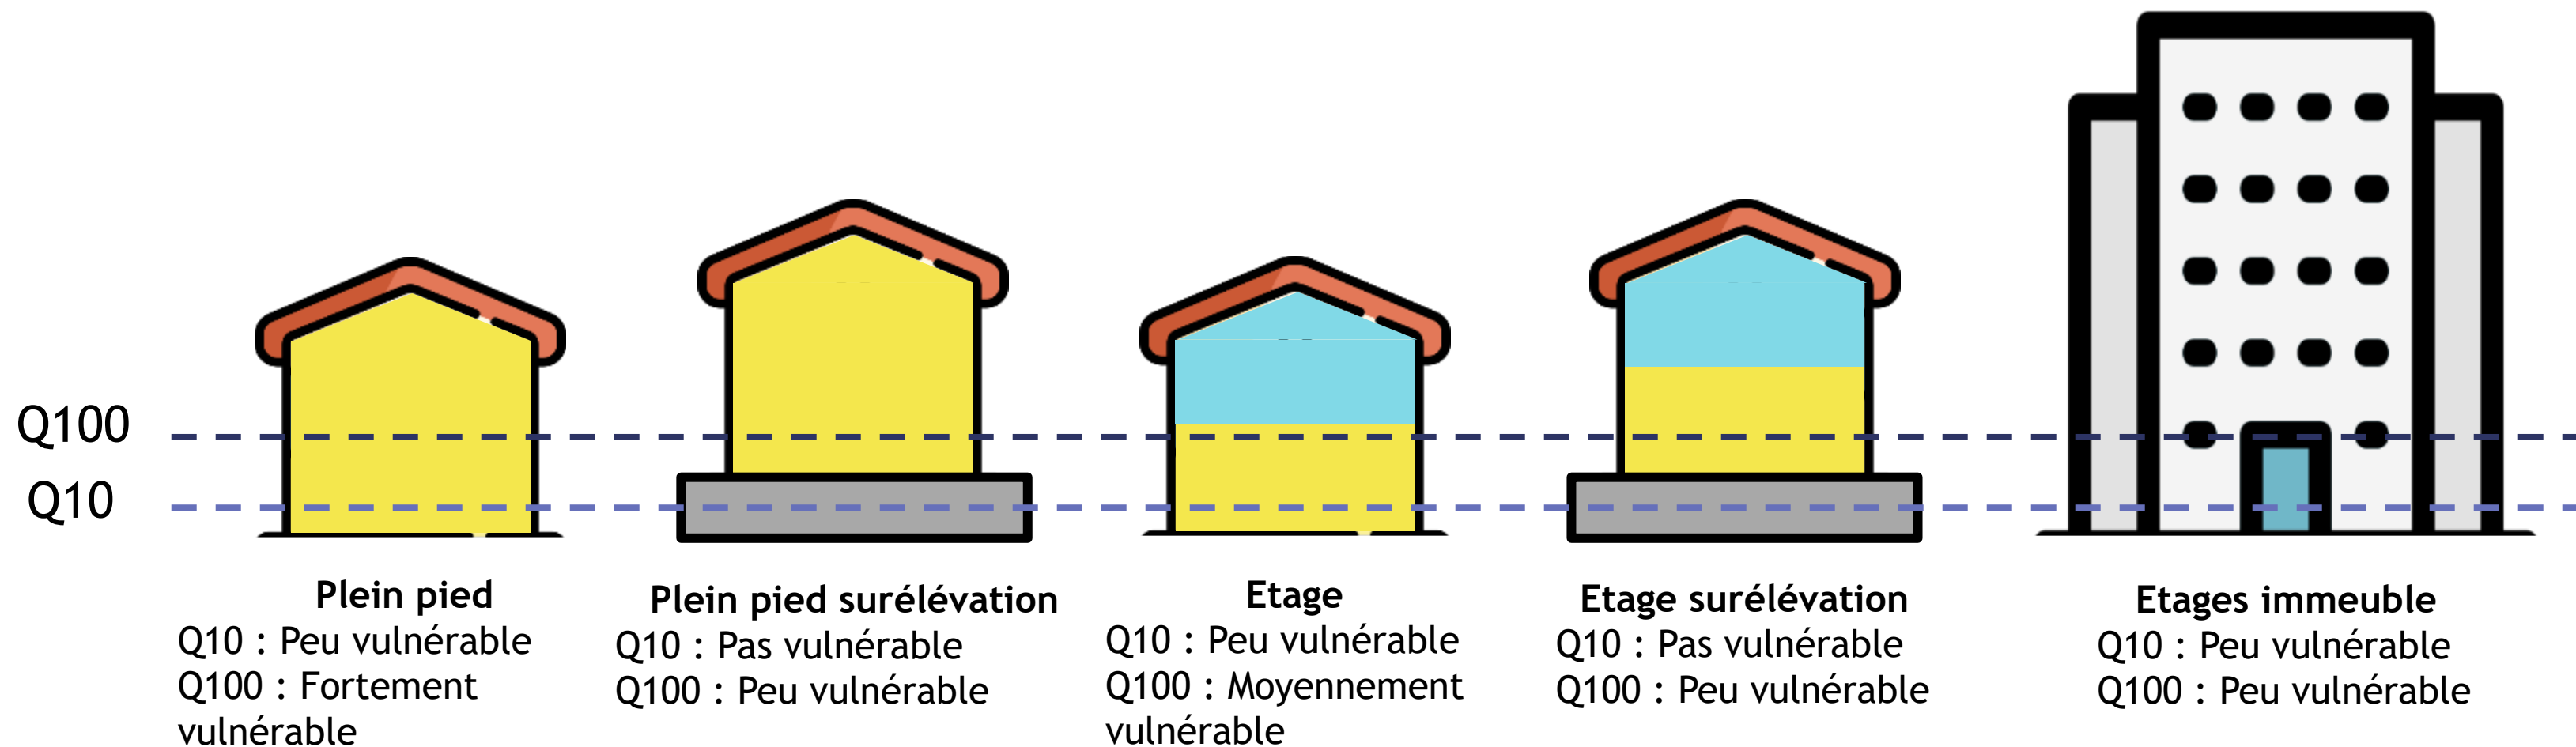 Q100
Q10
Plein pied
Q10 : Peu vulnérable
Q100 : Fortement
vulnérable
Plein pied surélévation
Q10 : Pas vulnérable
Q100 : Peu vulnérable
Etage
Q10 : Peu vulnérable
Q100 : Moyennement
vulnérable
Etage surélévation
Q10 : Pas vulnérable
Q100 : Peu vulnérable
Etages immeuble
Q10 : Peu vulnérable
Q100 : Peu vulnérable